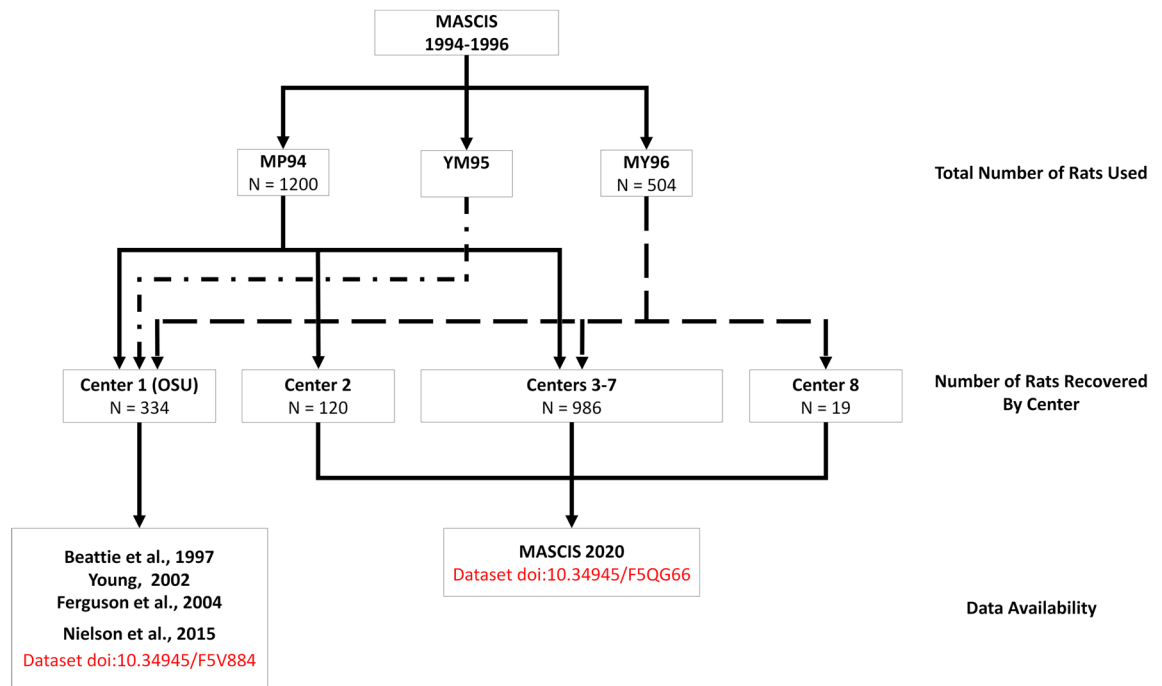 MASCIS
1994-1996
MP94
N = 1200
YM95
MY96
N = 504
Total Number of Rats Used
Center 1 (OSU)
N = 334
Center 2
N = 120
Centers 3-7
N = 986
Center 8
N = 19
Number of Rats Recovered
By Center
Beattie et al., 1997
Young, 2002
Ferguson et al., 2004
Nielson et al., 2015
Dataset doi:10.34945/F5V884
MASCIS 2020
Dataset doi:10.34945/F5QG66
Data Availability